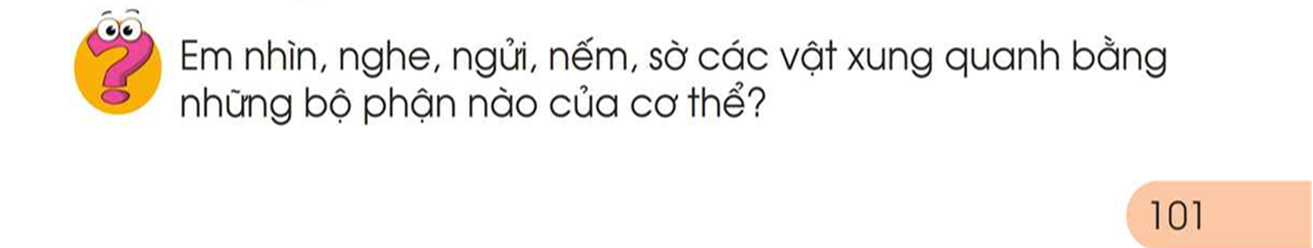 Em nhìn, nghe, ngửi, nếm, sờ các vật xung quanh bằng
những bộ phận nào của cơ thể?
101